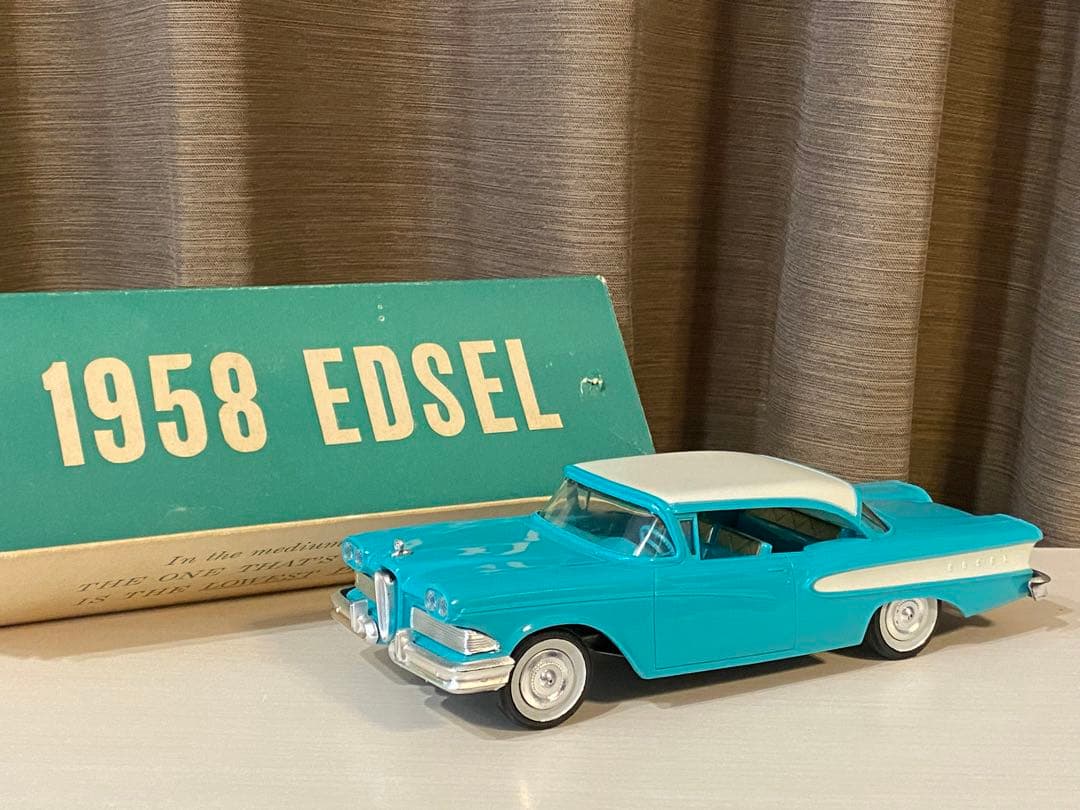 1958 EDSEL
In the medium
THE ONE THAT'S
IS THE LOWEST
EDSEL